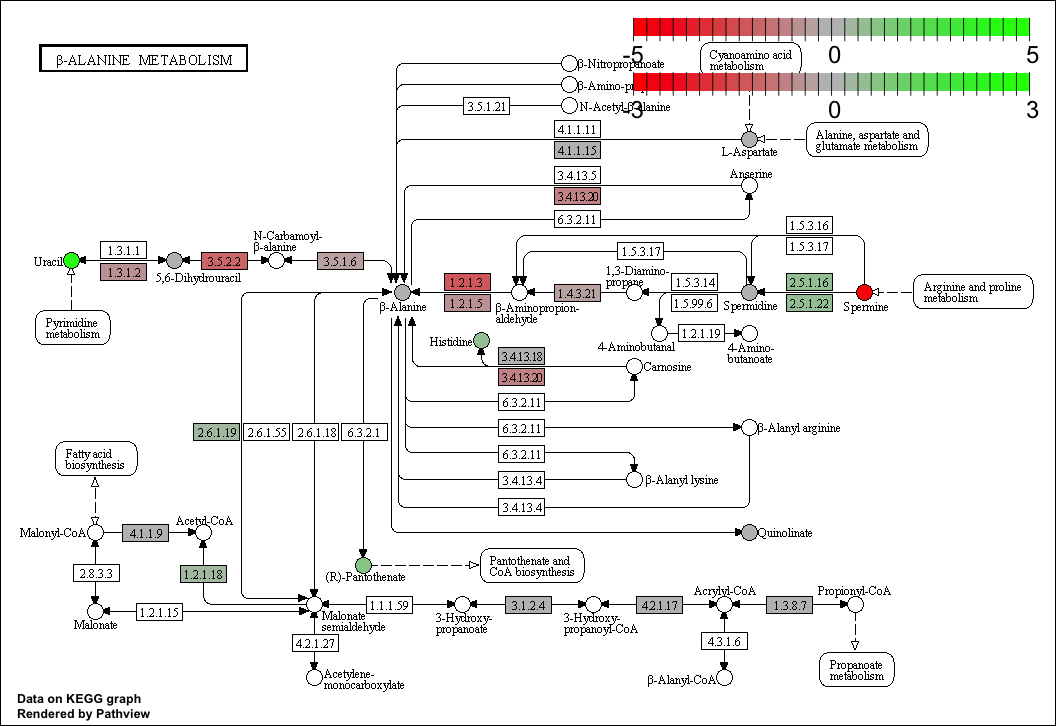 β-ALANINE METABOLISM
-5
0
5
-3
0
3
Cyanoamino acid
metabolism
β-Nitropropanoate
β-Amino-pro
3.5.1.21
N-Acetyl-β-alanine
4.1.1.11
4.1.1.15
L-Aspartate
Alanine, aspartate and
glutamate metabolism
3.4.13.5
3.4.13.20
Anserine
6.3.2.11
1.5.3.16
1.5.3.17
1.5.3.17
Uracil
1.3.1.1
1.3.1.2
5,6-Dihydrouracil
3.5.2.2
N-Carbamoyl-
β-alanine
3.5.1.6
β-Alanine
1.2.1.3
1.2.1.5
β-Aminopropion-
aldehyde
1.4.3.21
1,3-Diamino-
propane
1.5.3.14
1.5.99.6
Spermidine
2.5.1.16
2.5.1.22
Spermine
Arginine and proline
metabolism
Pyrimidine
metabolism
4-Aminobutanal
1.2.1.19
4-Amino-
butanoate
Histidine
3.4.13.18
3.4.13.20
Carnosine
6.3.2.11
2.6.1.19
2.6.1.55
2.6.1.18
6.3.2.1
6.3.2.11
β-Alanyl arginine
6.3.2.11
3.4.13.4
β-Alanyl lysine
3.4.13.4
Fatty acid
biosynthesis
Malonyl-CoA
4.1.1.9
Acetyl-CoA
Quinolinate
2.8.3.3
1.2.1.18
(R)-Pantothenate
Pantothenate and
CoA biosynthesis
Malonate
1.2.1.15
Malonate
semialdehyde
1.1.1.59
3-Hydroxy-
propanoate
3.1.2.4
3-Hydroxy-
propanoyl-CoA
4.2.1.17
Acrylyl-CoA
1.3.8.7
Propionyl-CoA
4.2.1.27
4.3.1.6
Acetylene-
monocarboxylate
β-Alanyl-CoA
Propanoate
metabolism
Data on KEGG graph
Rendered by Pathview